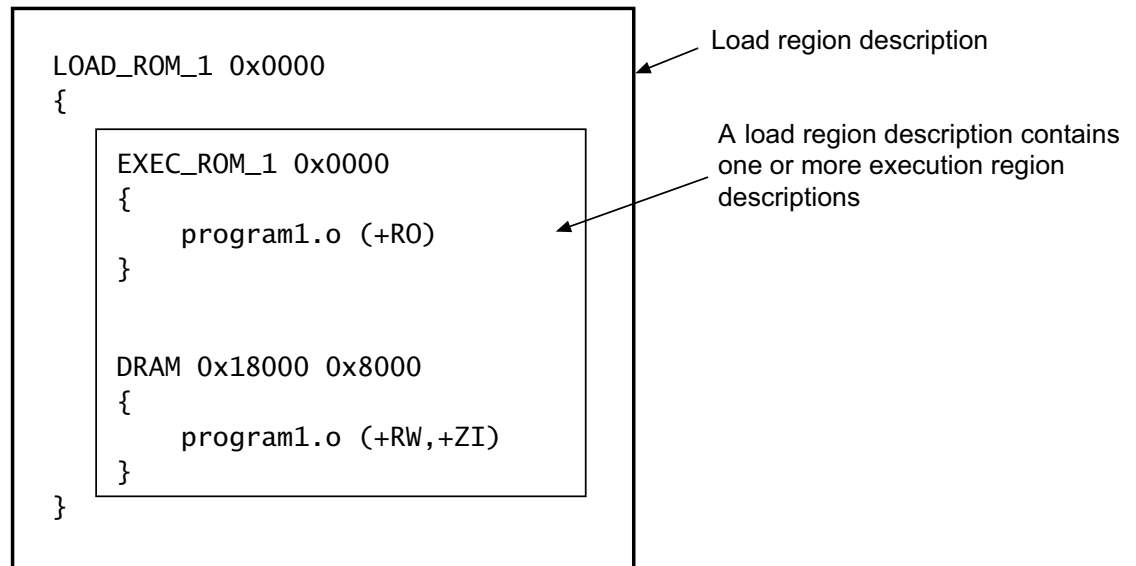 LOAD_ROM_1 0x0000
{
EXEC_ROM_1 0x0000
{
program1.o (+RO)
}
DRAM 0x18000 0x8000
{
program1.o (+RW,+ZI)
}
}
Load region description
A load region description contains
one or more execution region
descriptions